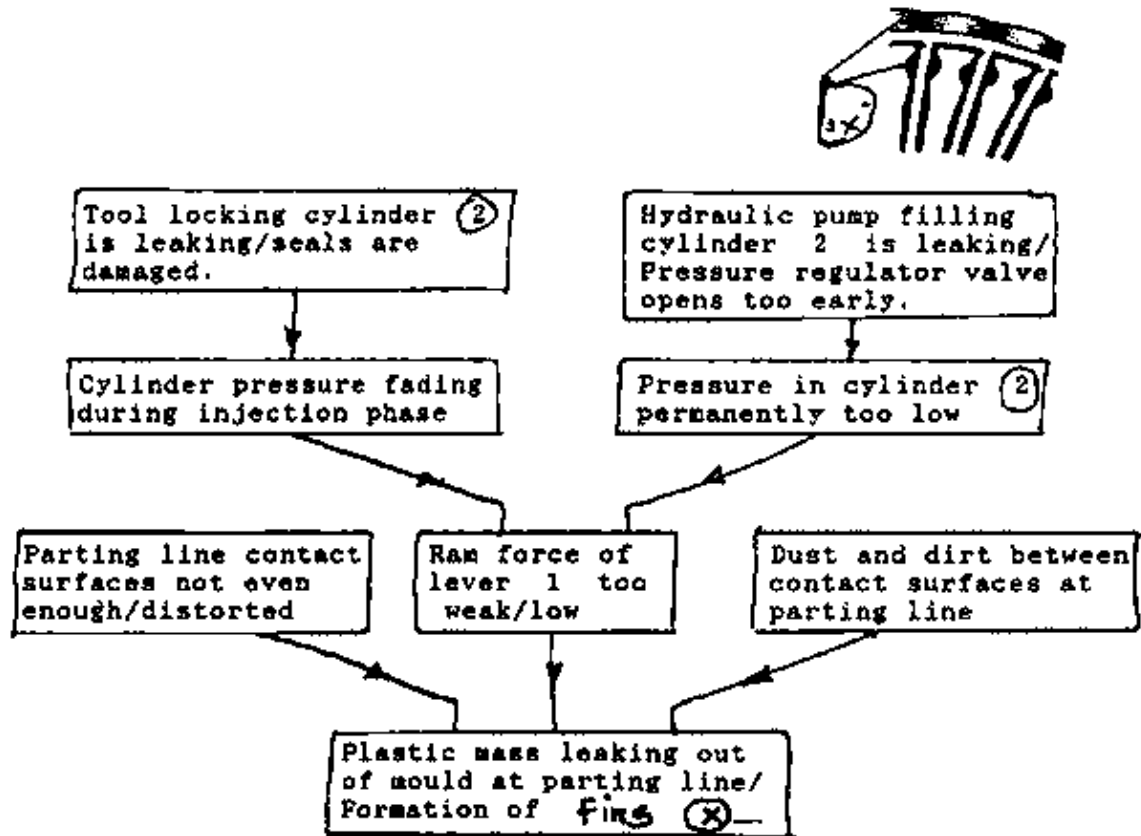 X
Tool locking cylinder 2
is leaking/seals are
damaged.
Hydraulic pump filling
cylinder 2 is leaking/
Pressure regulator valve
opens too early.
Cylinder pressure fading
during injection phase
Pressure in cylinder 2
permanently too low
Parting line contact
surfaces not even
enough/distorted
Ram force of
lever 1 too
weak/low
Dust and dirt between
contact surfaces at
parting line
Plastic mass leaking out
of mould at parting line/
Formation of Fins X